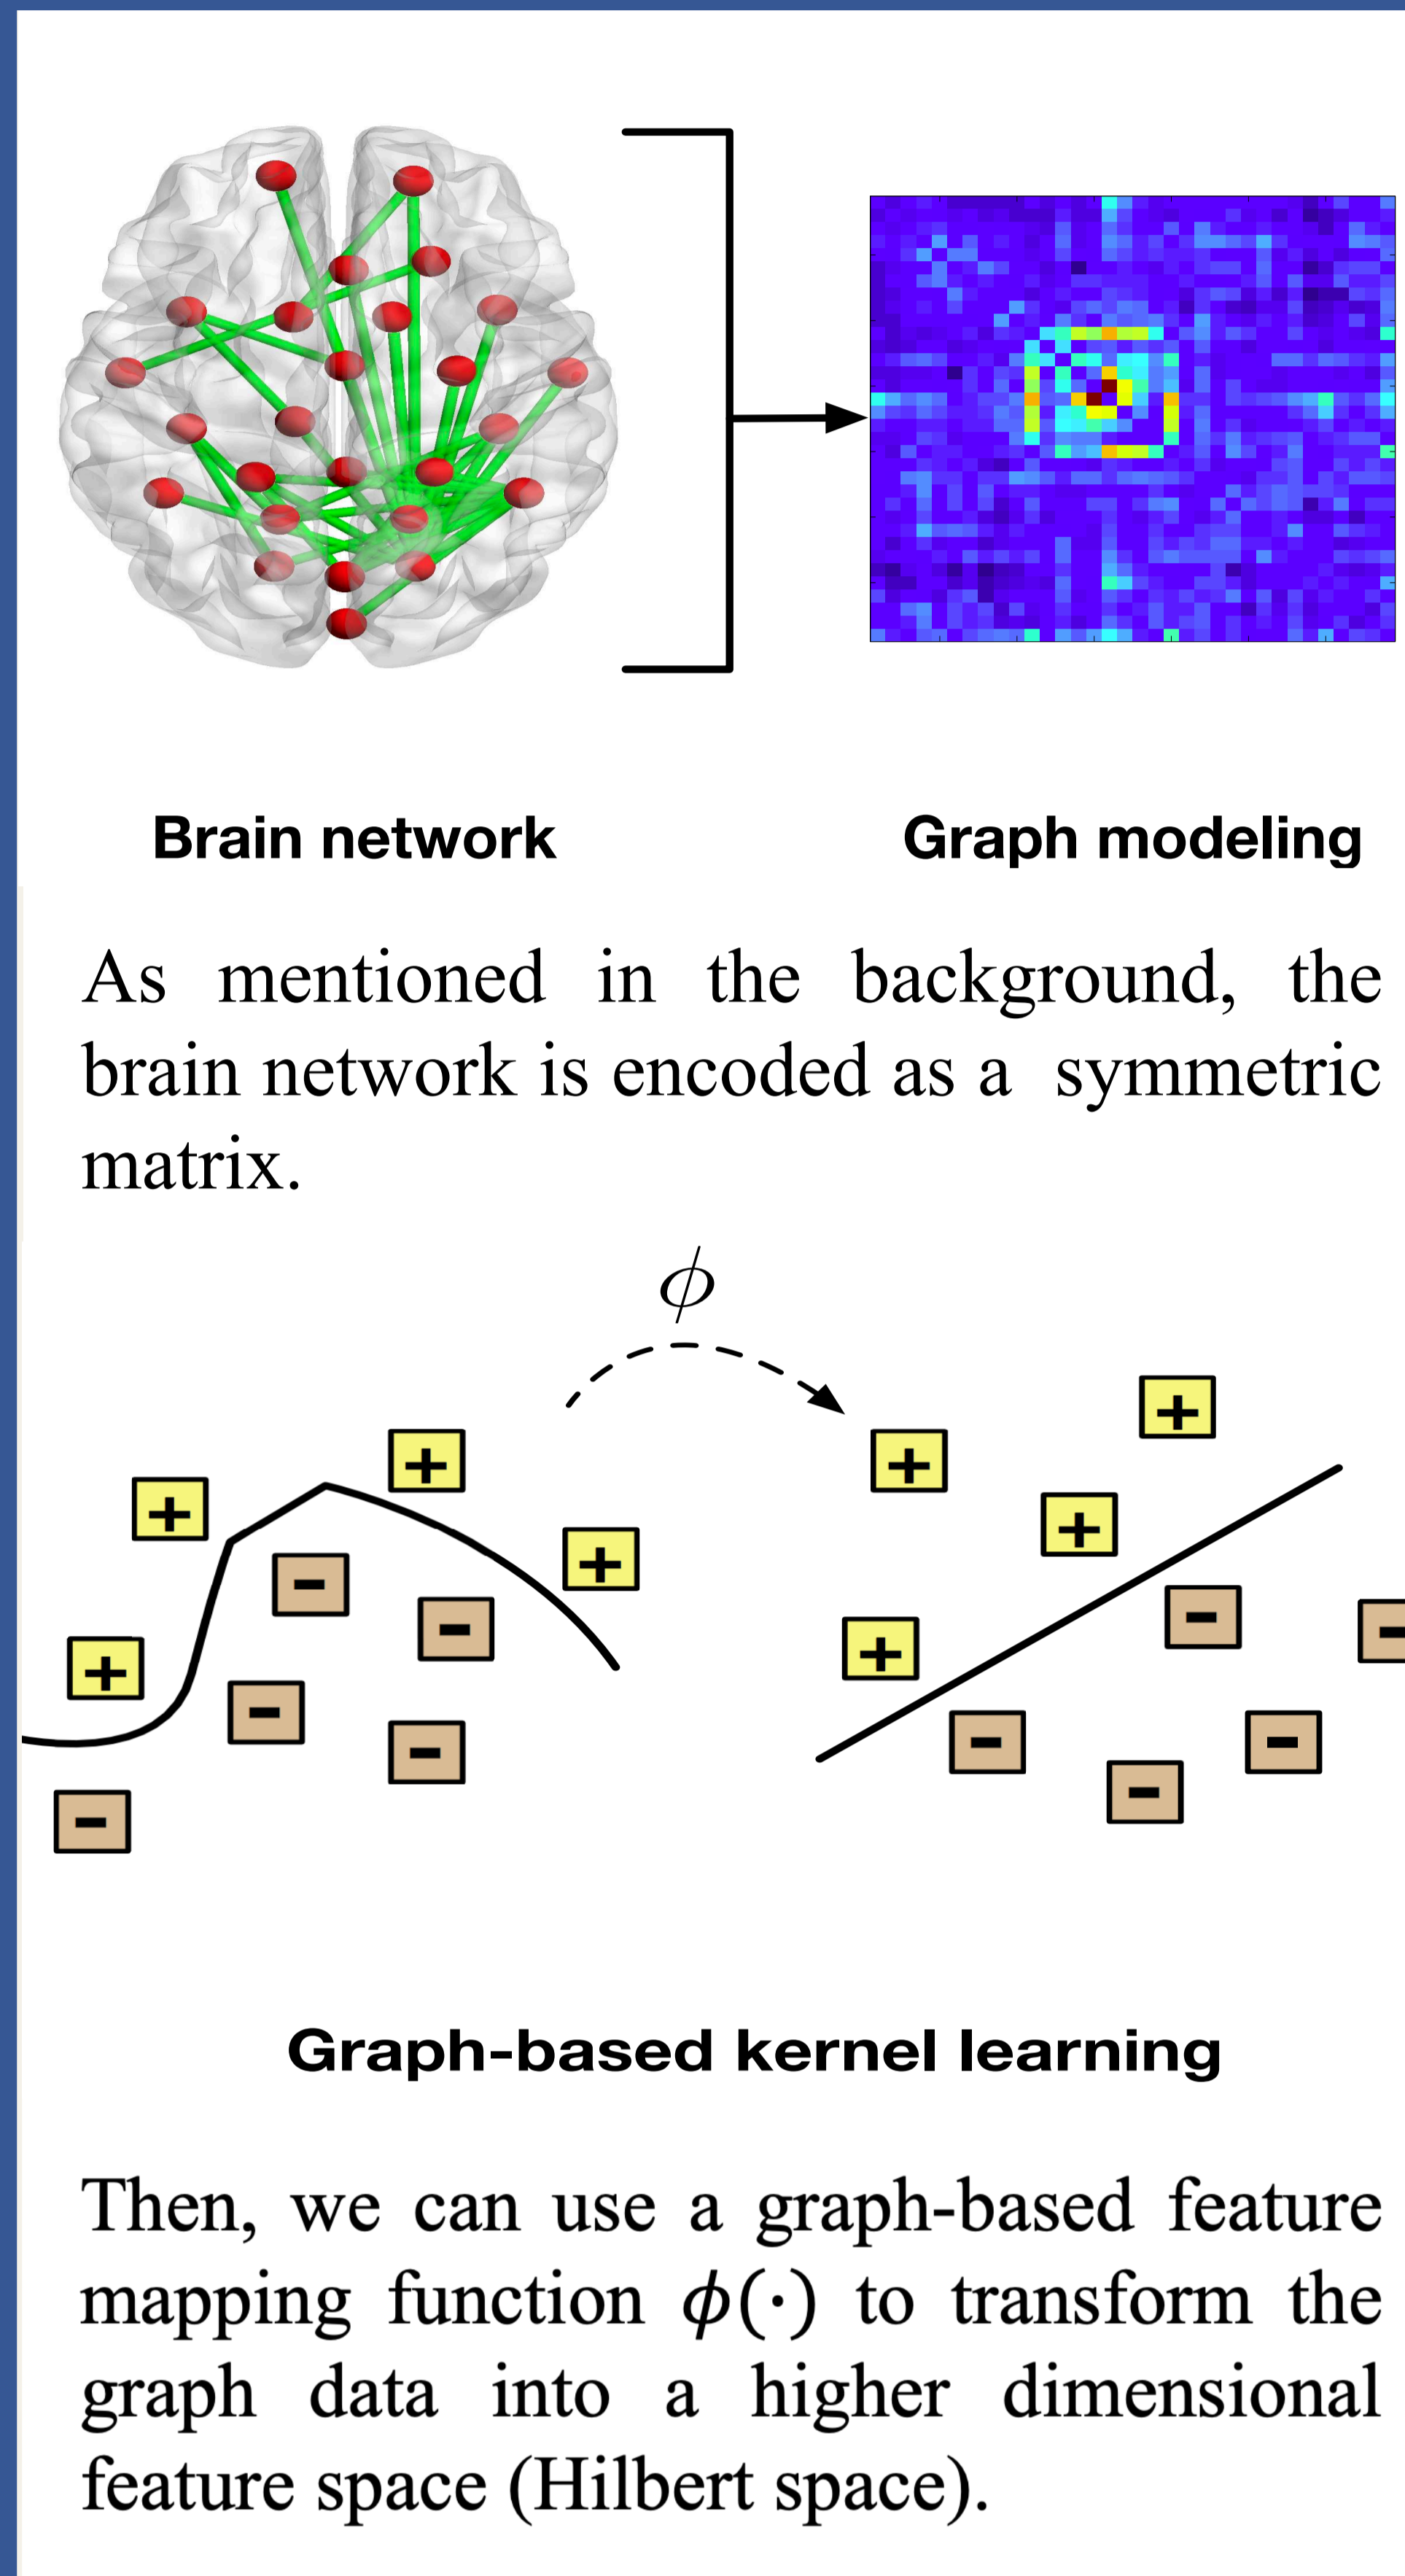 Brain network Graph modeling
As mentioned in the background, the
brain network is encoded as a symmetric
matrix.
ϕ
+
+
+
+
+
+
-
+
-
+
-
-
+
-
-
-
-
-
-
-
Graph-based kernel learning
Then, we can use a graph-based feature
mapping function ϕ(·) to transform the
graph data into a higher dimensional
feature space (Hilbert space).